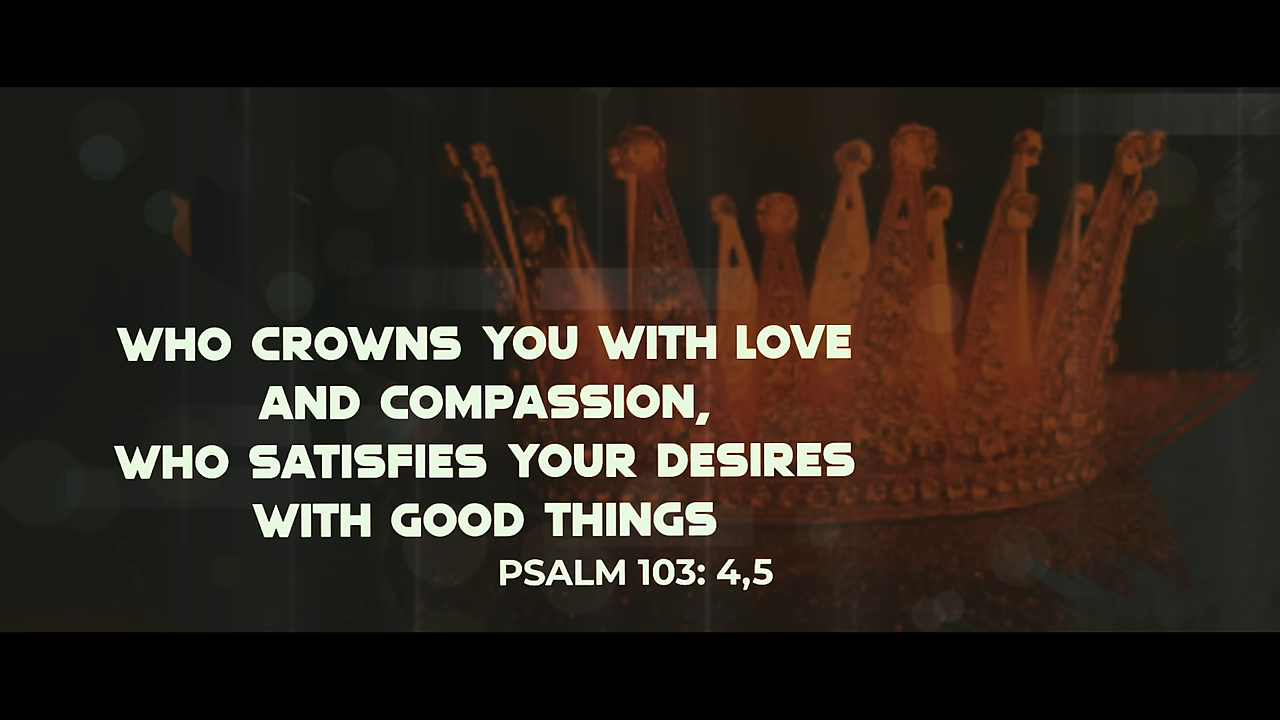 WHO CROWNS YOU WITH LOVE
AND COMPASSION,
WHO SATISFIES YOUR DESIRES
WITH GOOD THINGS
PSALM 103: 4,5